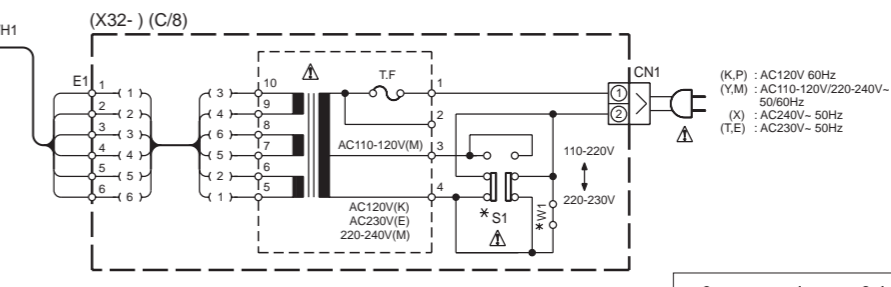 (X32- ) (C/8)
H1
E1
1
2
3
4
5
6
( 1 )
( 2 )
( 3 )
( 4 )
( 5 )
( 6 )
( 3 )
( 4 )
( 6 )
( 5 )
( 2 )
( 1 )
10
9
8
7
6
5
T.F
1
2
AC110-120V(M) 3
4
AC120V(K)
AC230V(E)
220-240V(M)
* S1
*W1
110-220V
220-230V
CN1
1
2
(K,P) : AC120V 60Hz
(Y,M) : AC110-120V/220-240V~
50/60Hz
(X) : AC240V~ 50Hz
(T,E) : AC230V~ 50Hz